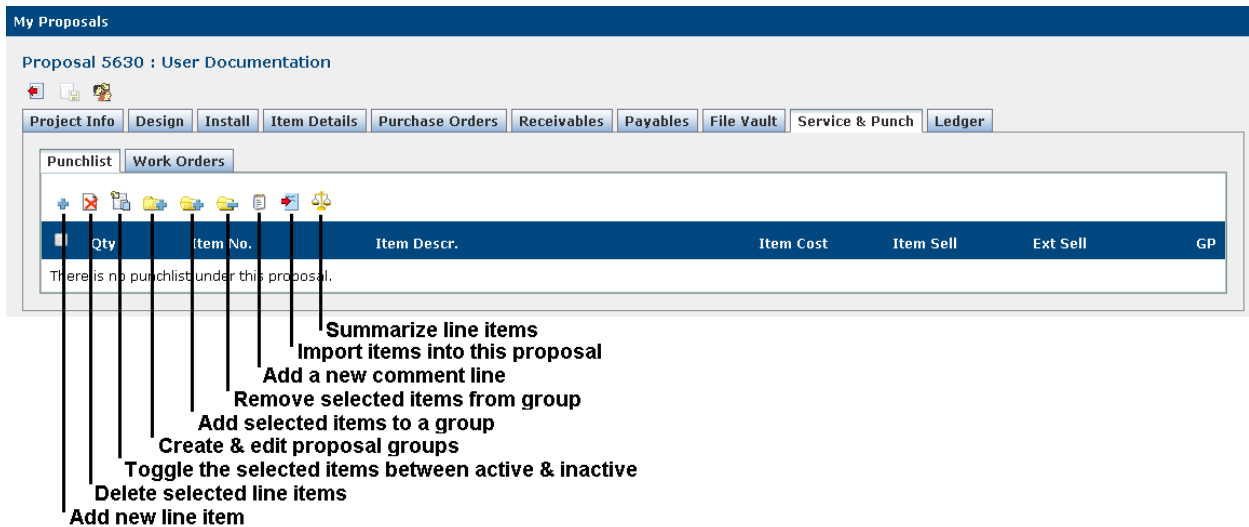 My Proposals
Proposal 5630 : User Documentation
Project Info Design Install Item Details Purchase Orders Receivables Payables File Vault Service & Punch Ledger
Punchlist Work Orders
Qty Item No. Item Descr. Item Cost Item Sell Ext Sell GP
There is no punchlist under this proposal.
Summarize line items
Import items into this proposal
Add a new comment line
Remove selected items from group
Add selected items to a group
Create & edit proposal groups
Toggle the selected items between active & inactive
Delete selected line items
Add new line item